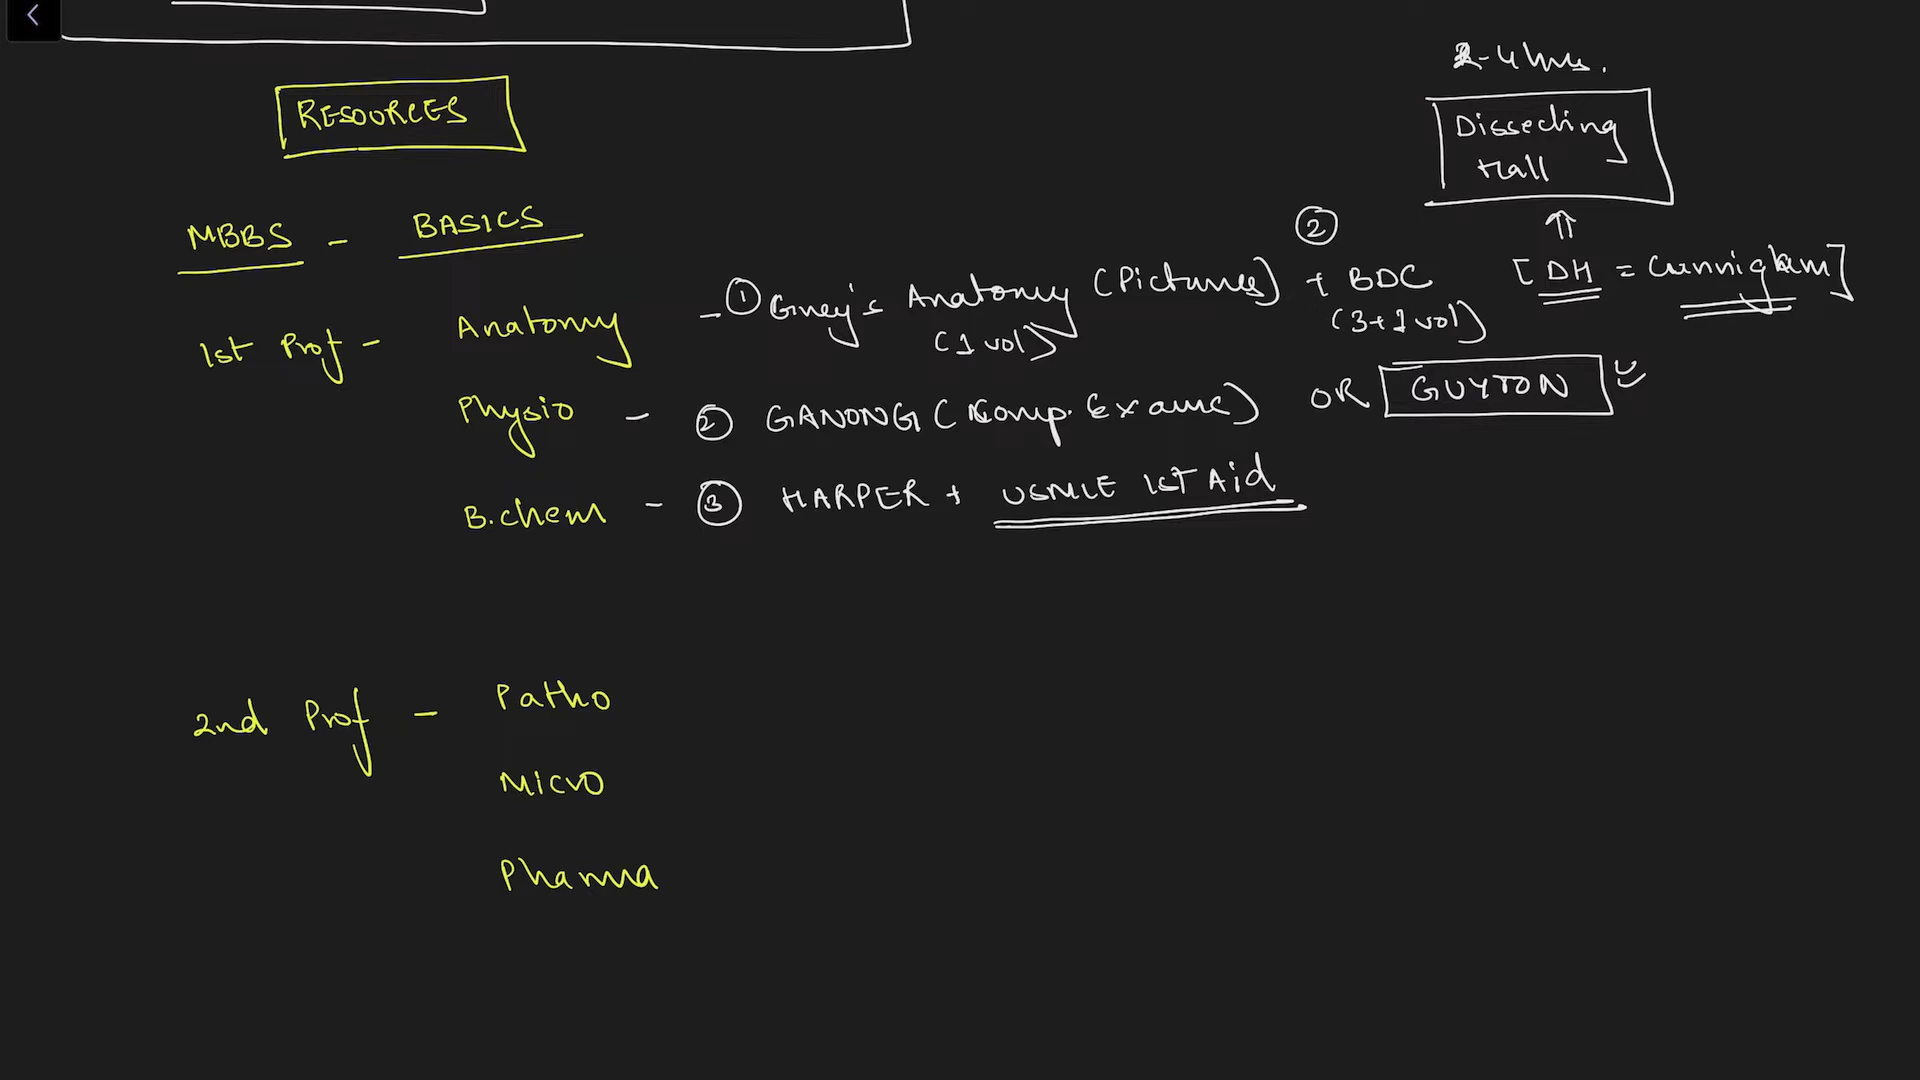 2-4 hrs.
RESOURCES
Dissecting
Hall
MBBS - BASICS
1st Prof - Anatomy - ① Grey's Anatomy (Pictures) + ② BDC [DH = Cunnigham]
(1 vol) (3+1 vol)
Physio - ② GANONG (Comp. Exams) OR GUYTON
B.chem - ③ HARPER + USMLE 1ST Aid
2nd Prof - Patho
Micro
Pharma